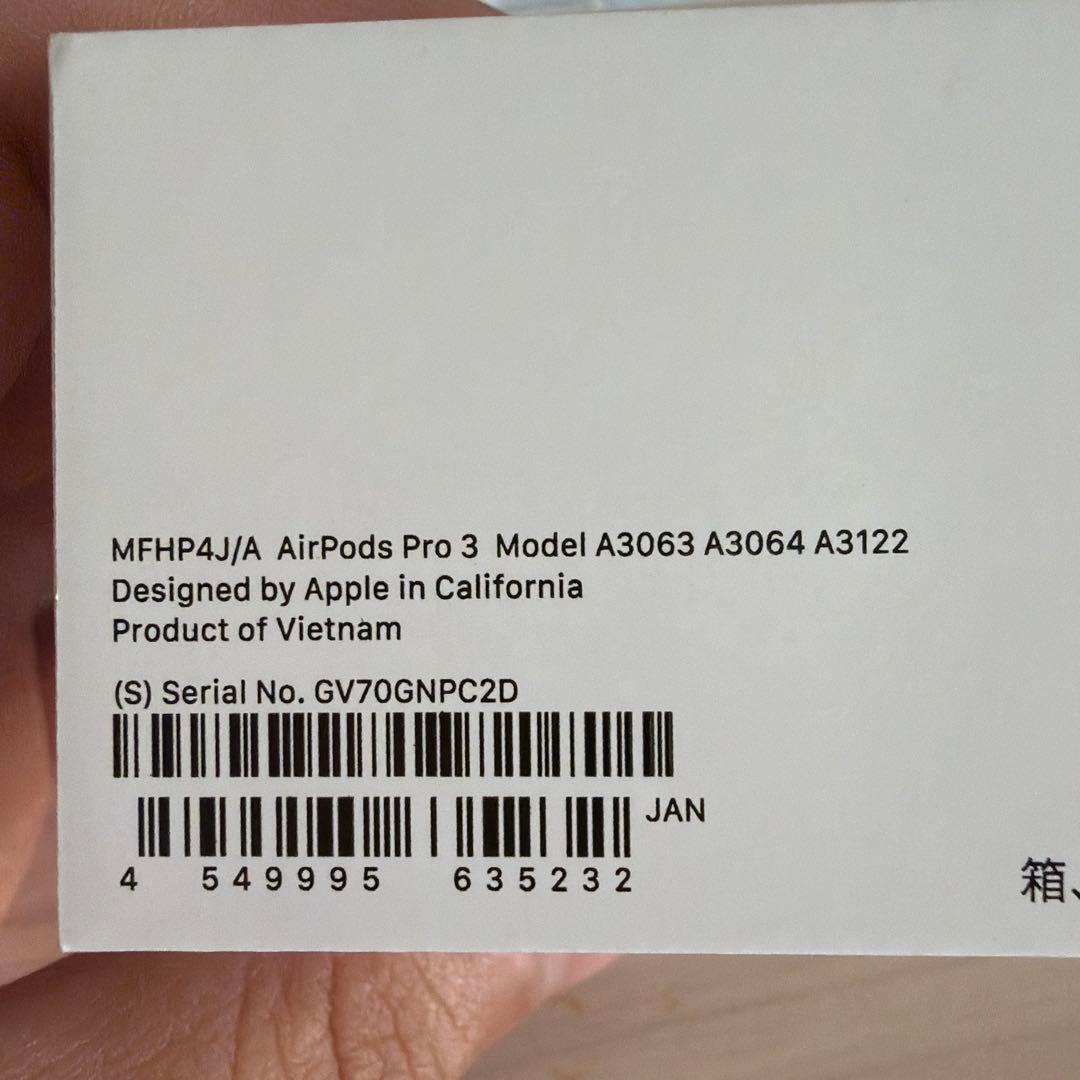 MFHP4J/A AirPods Pro 3 Model A3063 A3064 A3122
Designed by Apple in California
Product of Vietnam
(S) Serial No. GV70GNPC2D
JAN
4 549995 635232
箱、